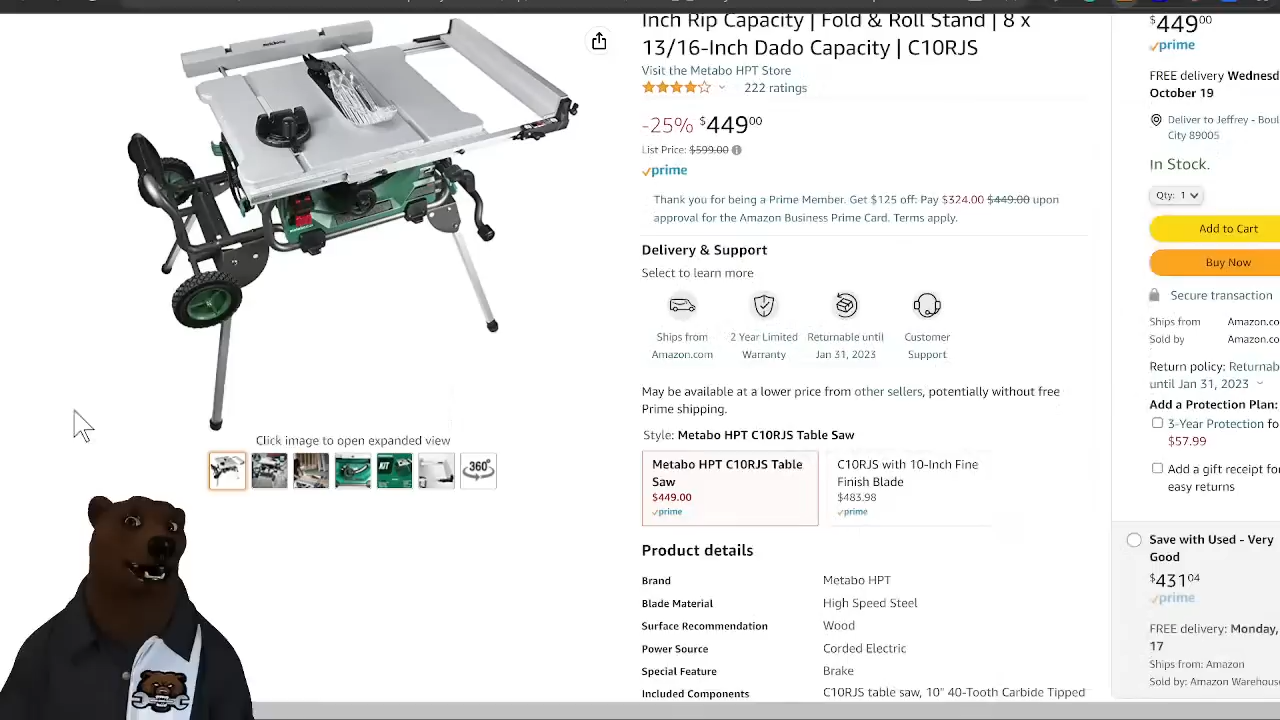 Inch Rip Capacity | Fold & Roll Stand | 8 x
13/16-Inch Dado Capacity | C10RJS
Visit the Metabo HPT Store
222 ratings
-25% $449.00
List Price: $599.00
prime
Thank you for being a Prime Member. Get $125 off: Pay $324.00 $449.00 upon
approval for the Amazon Business Prime Card. Terms apply.
Delivery & Support
Select to learn more
Ships from
Amazon.com
2 Year Limited
Warranty
Returnable until
Jan 31, 2023
Customer
Support
May be available at a lower price from other sellers, potentially without free
Prime shipping.
Style: Metabo HPT C10RJS Table Saw
Metabo HPT C10RJS Table
Saw
$449.00
prime
C10RJS with 10-Inch Fine
Finish Blade
$483.98
prime
Product details
Brand Metabo HPT
Blade Material High Speed Steel
Surface Recommendation Wood
Power Source Corded Electric
Special Feature Brake
Included Components C10RJS table saw, 10" 40-Tooth Carbide Tipped
Click image to open expanded view
KIT
360°
$449.00
prime
FREE delivery Wednesd
October 19
Deliver to Jeffrey - Boul
City 89005
In Stock.
Qty: 1
Add to Cart
Buy Now
Secure transaction
Ships from Amazon.co
Sold by Amazon.co
Return policy: Returnab
until Jan 31, 2023
Add a Protection Plan:
3-Year Protection fo
$57.99
Add a gift receipt fo
easy returns
Save with Used - Very
Good
$431.04
prime
FREE delivery: Monday,
17
Ships from: Amazon
Sold by: Amazon Warehous